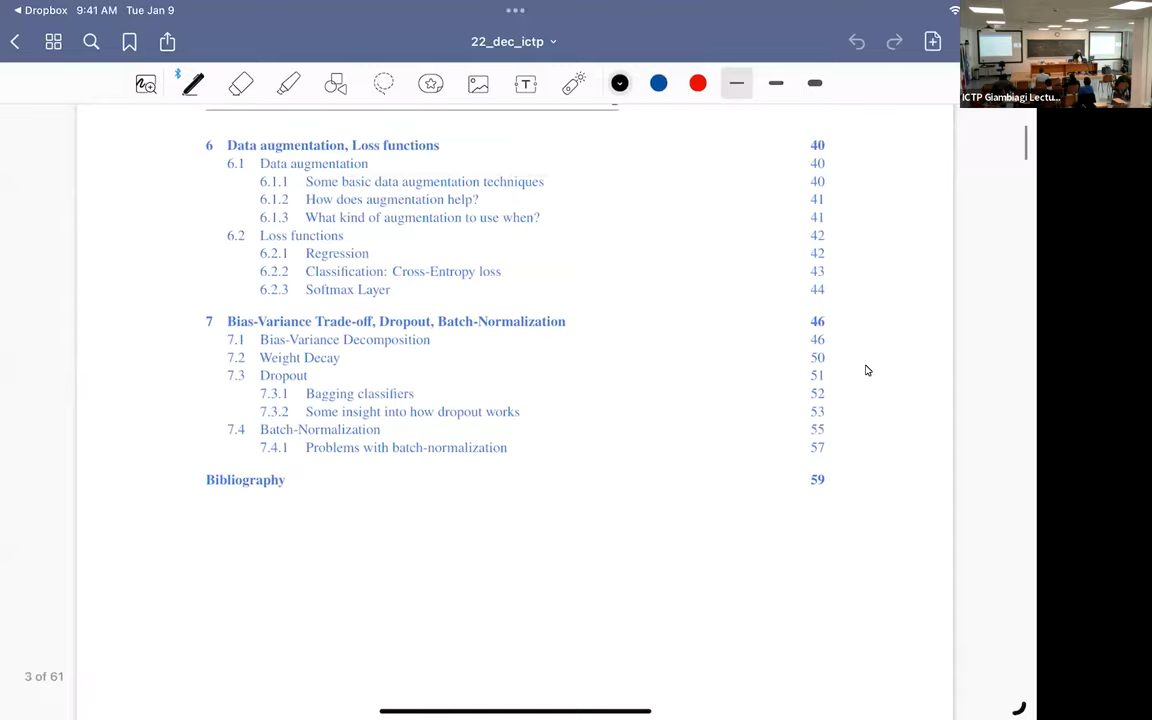 Dropbox 9:41 AM Tue Jan 9
22_dec_ictp
ICTP Giambiagi Lectu...
6 Data augmentation, Loss functions 40
6.1 Data augmentation 40
6.1.1 Some basic data augmentation techniques 40
6.1.2 How does augmentation help? 41
6.1.3 What kind of augmentation to use when? 41
6.2 Loss functions 42
6.2.1 Regression 42
6.2.2 Classification: Cross-Entropy loss 43
6.2.3 Softmax Layer 44
7 Bias-Variance Trade-off, Dropout, Batch-Normalization 46
7.1 Bias-Variance Decomposition 46
7.2 Weight Decay 50
7.3 Dropout 51
7.3.1 Bagging classifiers 52
7.3.2 Some insight into how dropout works 53
7.4 Batch-Normalization 55
7.4.1 Problems with batch-normalization 57
Bibliography 59
3 of 61